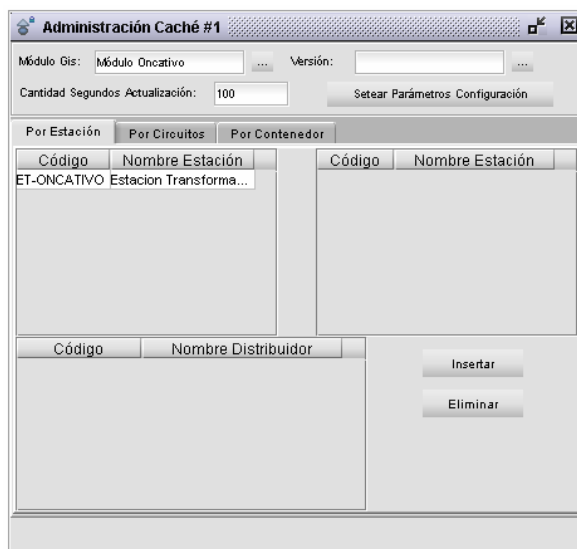 Administración Caché #1
Módulo Gis: Módulo Oncativo ... Versión: ...
Cantidad Segundos Actualización: 100 Setear Parámetros Configuración
Por Estación Por Circuitos Por Contenedor
Código Nombre Estación Código Nombre Estación
ET-ONCATIVO Estacion Transforma...
Código Nombre Distribuidor
Insertar
Eliminar